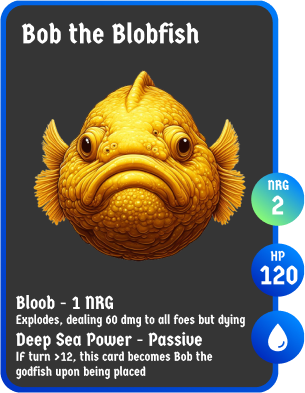 Bob the Blobfish
NRG
2
HP
120
Bloob - 1 NRG
Explodes, dealing 60 dmg to all foes but dying
Deep Sea Power - Passive
If turn >12, this card becomes Bob the
godfish upon being placed